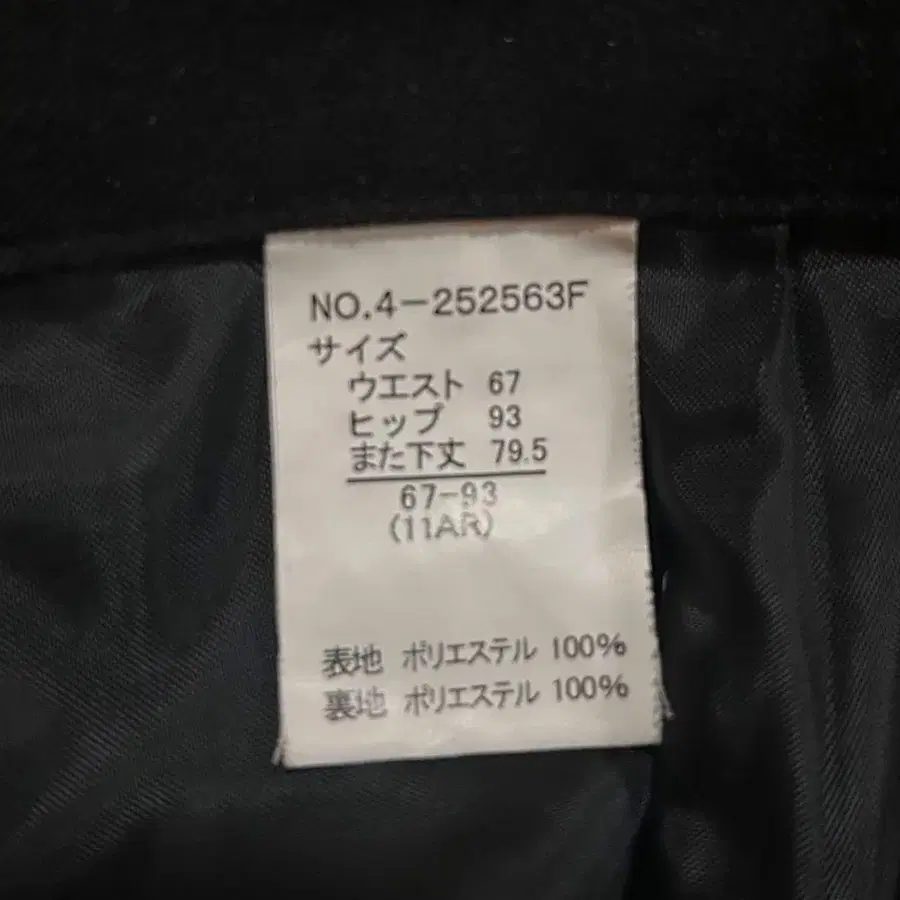 NO.4-252563F
サイズ
ウエスト 67
ヒップ 93
また下丈 79.5
67-93
(11AR)
表地 ポリエステル 100%
裏地 ポリエステル 100%